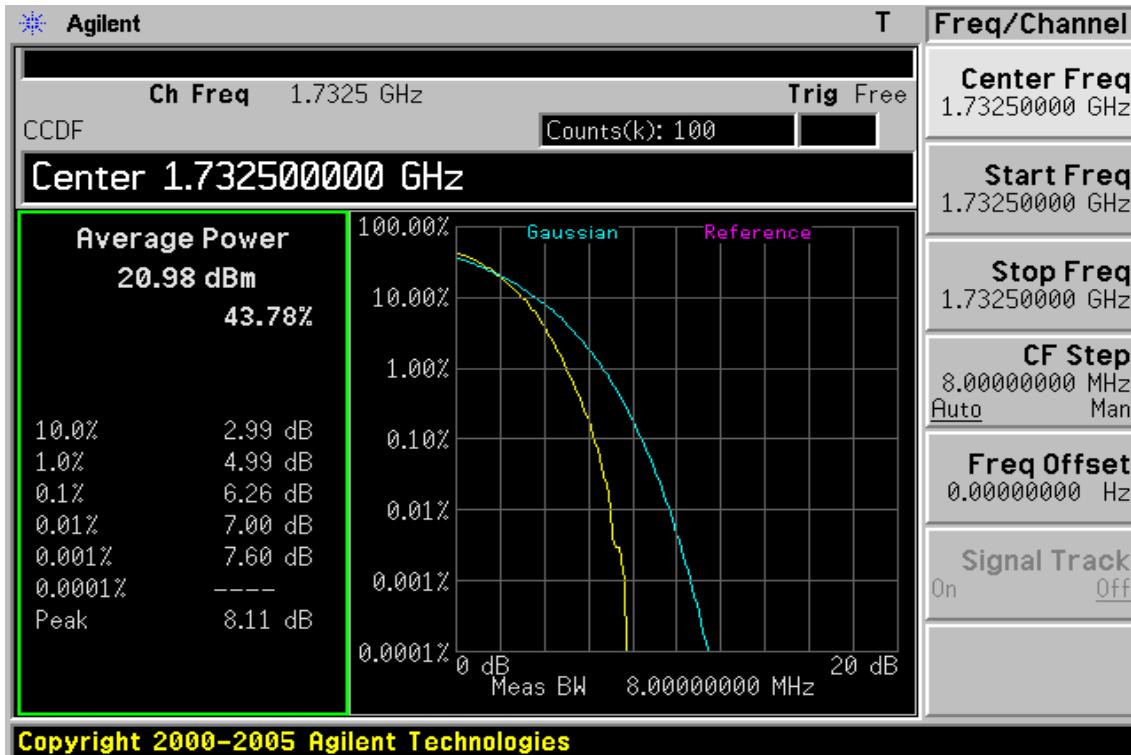 Agilent T
Ch Freq 1.7325 GHz Trig Free
CCDF Counts(k): 100
Center 1.732500000 GHz
Average Power
20.98 dBm
43.78%
10.0% 2.99 dB
1.0% 4.99 dB
0.1% 6.26 dB
0.01% 7.00 dB
0.001% 7.60 dB
0.0001% ----
Peak 8.11 dB
Gaussian Reference
100.00%
10.00%
1.00%
0.10%
0.01%
0.001%
0.0001%
0 dB 20 dB
Meas BW 8.000000000 MHz
Freq/Channel
Center Freq
1.73250000 GHz
Start Freq
1.73250000 GHz
Stop Freq
1.73250000 GHz
CF Step
8.00000000 MHz
Auto Man
Freq Offset
0.00000000 Hz
Signal Track
On Off
Copyright 2000-2005 Agilent Technologies